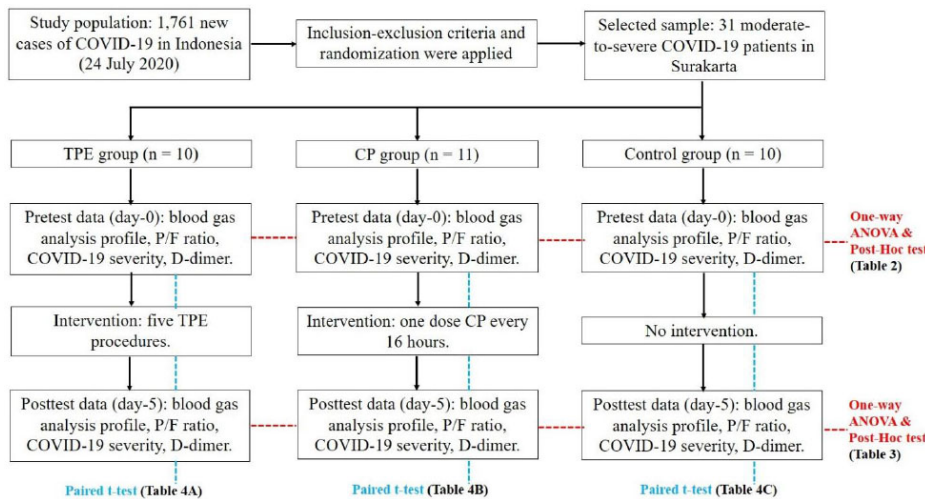 Study population: 1,761 new
cases of COVID-19 in Indonesia
(24 July 2020)
Inclusion-exclusion criteria and
randomization were applied
Selected sample: 31 moderate-
to-severe COVID-19 patients in
Surakarta
TPE group (n = 10)
CP group (n = 11)
Control group (n = 10)
Pretest data (day-0): blood gas
analysis profile, P/F ratio,
COVID-19 severity, D-dimer.
Pretest data (day-0): blood gas
analysis profile, P/F ratio,
COVID-19 severity, D-dimer.
Pretest data (day-0): blood gas
analysis profile, P/F ratio,
COVID-19 severity, D-dimer.
One-way
ANOVA &
Post-Hoc test
(Table 2)
Intervention: five TPE
procedures.
Intervention: one dose CP every
16 hours.
No intervention.
Posttest data (day-5): blood gas
analysis profile, P/F ratio,
COVID-19 severity, D-dimer.
Posttest data (day-5): blood gas
analysis profile, P/F ratio,
COVID-19 severity, D-dimer.
Posttest data (day-5): blood gas
analysis profile, P/F ratio,
COVID-19 severity, D-dimer.
One-way
ANOVA &
Post-Hoc test
(Table 3)
Paired t-test (Table 4A)
Paired t-test (Table 4B)
Paired t-test (Table 4C)